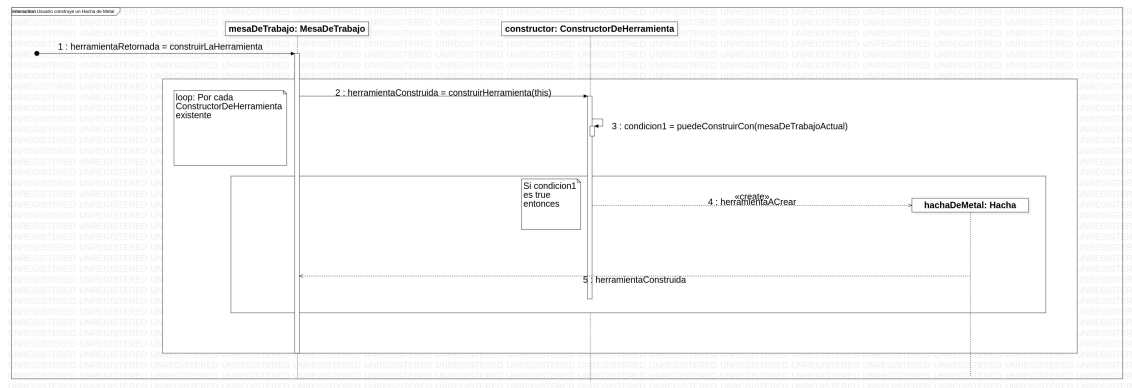 interaction Usuario construye un Hacha de Metal
mesaDeTrabajo: MesaDeTrabajo
constructor: ConstructorDeHerramienta
1 : herramientaRetornada = construirLaHerramienta
loop: Por cada
ConstructorDeHerramienta
existente
2 : herramientaConstruida = construirHerramienta(this)
3 : condicion1 = puedeConstruirCon(mesaDeTrabajoActual)
Si condicion1
es true
entonces
«create»
4 : herramientaACrear
hachaDeMetal: Hacha
5 : herramientaConstruida